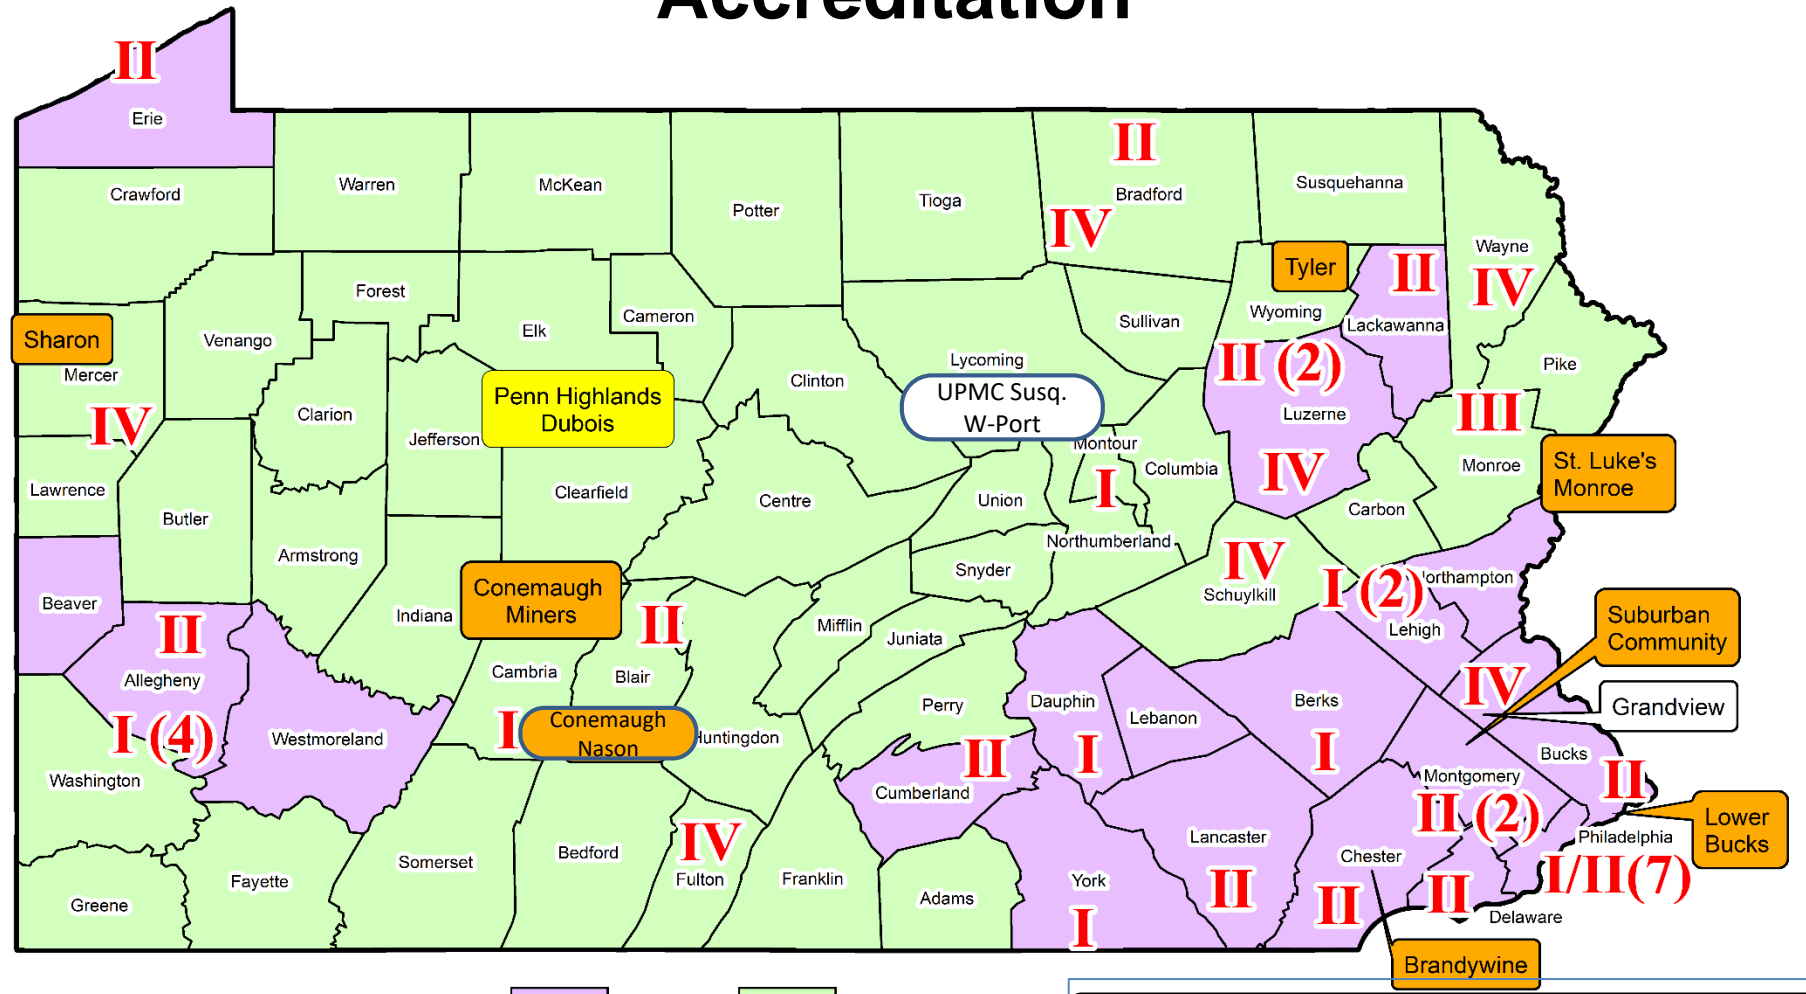 Accreditation
II
Erie
Crawford
Warren
McKean
Potter
Tioga
II
Bradford
IV
Susquehanna
Wayne
IV
Tyler
II
Wyoming
Lackawanna
Forest
Elk
Cameron
Venango
Sharon
Mercer
IV
Clarion
Jefferson
Penn Highlands
Dubois
Clinton
Lycoming
UPMC Susq.
W-Port
Sullivan
II (2)
Luzerne
IV
III
Pike
Monroe
St. Luke's
Monroe
Montour
I
Columbia
Carbon
Lawrence
Butler
Armstrong
Clearfield
Centre
Union
Northumberland
Snyder
IV
Schuylkill
I (2)
orthampton
Lehigh
Beaver
Indiana
Conemaugh
Miners
II
Blair
Cambria
I
Conemaugh
Nason
untingdon
Mifflin
Juniata
Perry
Dauphin
I
Lebanon
Berks
I
IV
Suburban
Community
Grandview
II
Allegheny
I (4)
Westmoreland
Washington
II
Cumberland
Bucks
II
Montgomery
II (2)
Lower
Bucks
Philadelphia
I/II(7)
Lancaster
II
Chester
II
II
Delaware
Greene
Fayette
Somerset
Bedford
IV
Fulton
Franklin
Adams
York
I
Brandywine